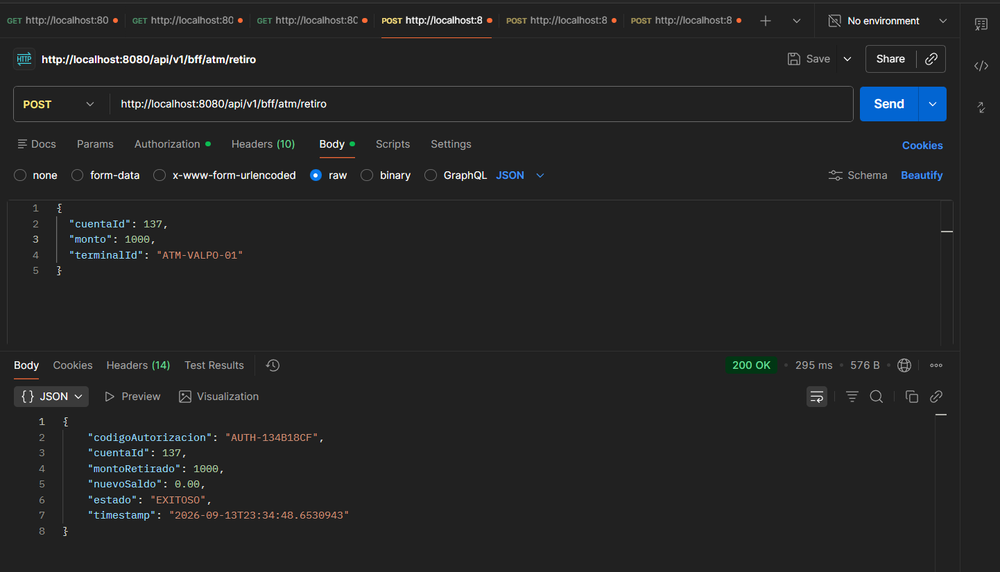 GET http://localhost:80 GET http://localhost:80 GET http://localhost:80 POST http://localhost:8 POST http://localhost:8 POST http://localhost:8 No environment
HTTP http://localhost:8080/api/v1/bff/atm/retiro Save Share
POST http://localhost:8080/api/v1/bff/atm/retiro Send
Docs Params Authorization Headers (10) Body Scripts Settings Cookies
none form-data x-www-form-urlencoded raw binary GraphQL JSON Schema Beautify
1 {
2 "cuentaId": 137,
3 "monto": 1000,
4 "terminalId": "ATM-VALPO-01"
5 }
Body Cookies Headers (14) Test Results 200 OK • 295 ms • 576 B
{} JSON Preview Visualization
1 {
2 "codigoAutorizacion": "AUTH-134B18CF",
3 "cuentaId": 137,
4 "montoRetirado": 1000,
5 "nuevoSaldo": 0.00,
6 "estado": "EXITOSO",
7 "timestamp": "2026-09-13T23:34:48.6530943"
8 }